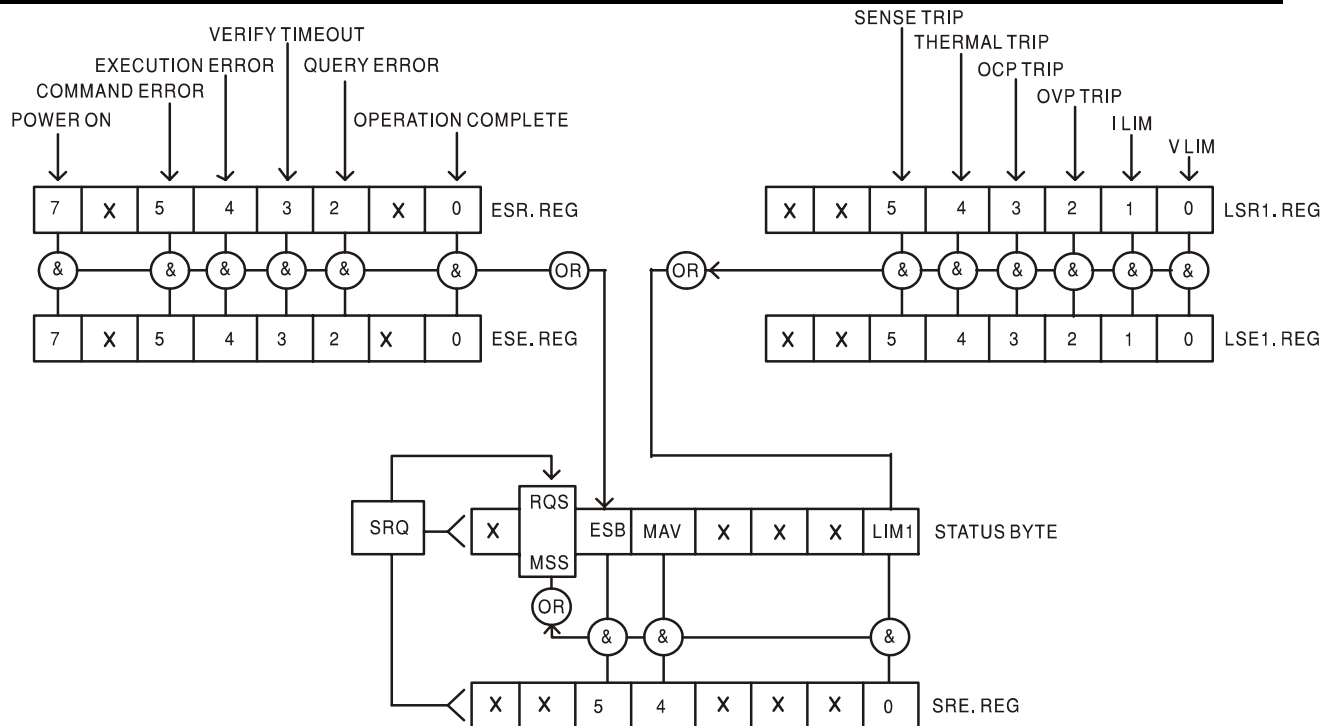 SENSE TRIP
VERIFY TIMEOUT
THERMAL TRIP
EXECUTION ERROR QUERY ERROR
OCP TRIP
COMMAND ERROR
OVP TRIP
POWER ON OPERATION COMPLETE
I LIM
V LIM
7 X 5 4 3 2 X 0 ESR. REG
X X 5 4 3 2 1 0 LSR1. REG
& & & & & & OR
OR & & & & & &
7 X 5 4 3 2 X 0 ESE. REG
X X 5 4 3 2 1 0 LSE1. REG
RQS
SRQ X ESB MAV X X X LIM1 STATUS BYTE
MSS
OR
& & &
X X 5 4 X X X 0 SRE. REG